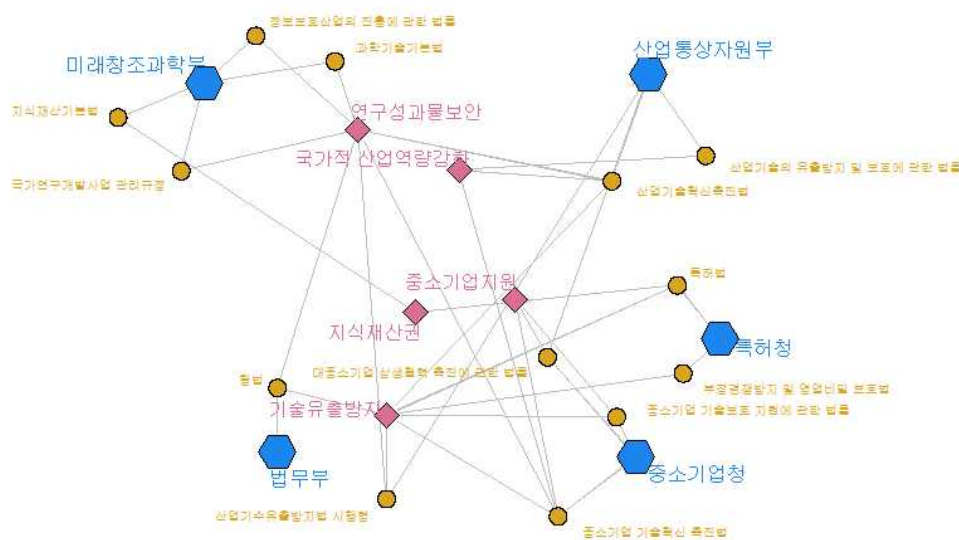 정보보호산업의 진흥에 관한 법률
과학기술기본법
미래창조과학부
산업통상자원부
지식재산기본법
연구성과물보안
국가적 산업역량강화
산업기술의 유출방지 및 보호에 관한 법률
국가연구개발사업 관리규정
산업기술혁신촉진법
특허법
중소기업지원
지식재산권
특허청
대중소기업 상생협력 촉진에 관한 법률
형법
부정경쟁방지 및 영업비밀 보호법
기술유출방지
중소기업 기술보호 지원에 관한 법률
법무부
중소기업청
산업기수유출방지법 시행령
중소기업 기술혁신 촉진법